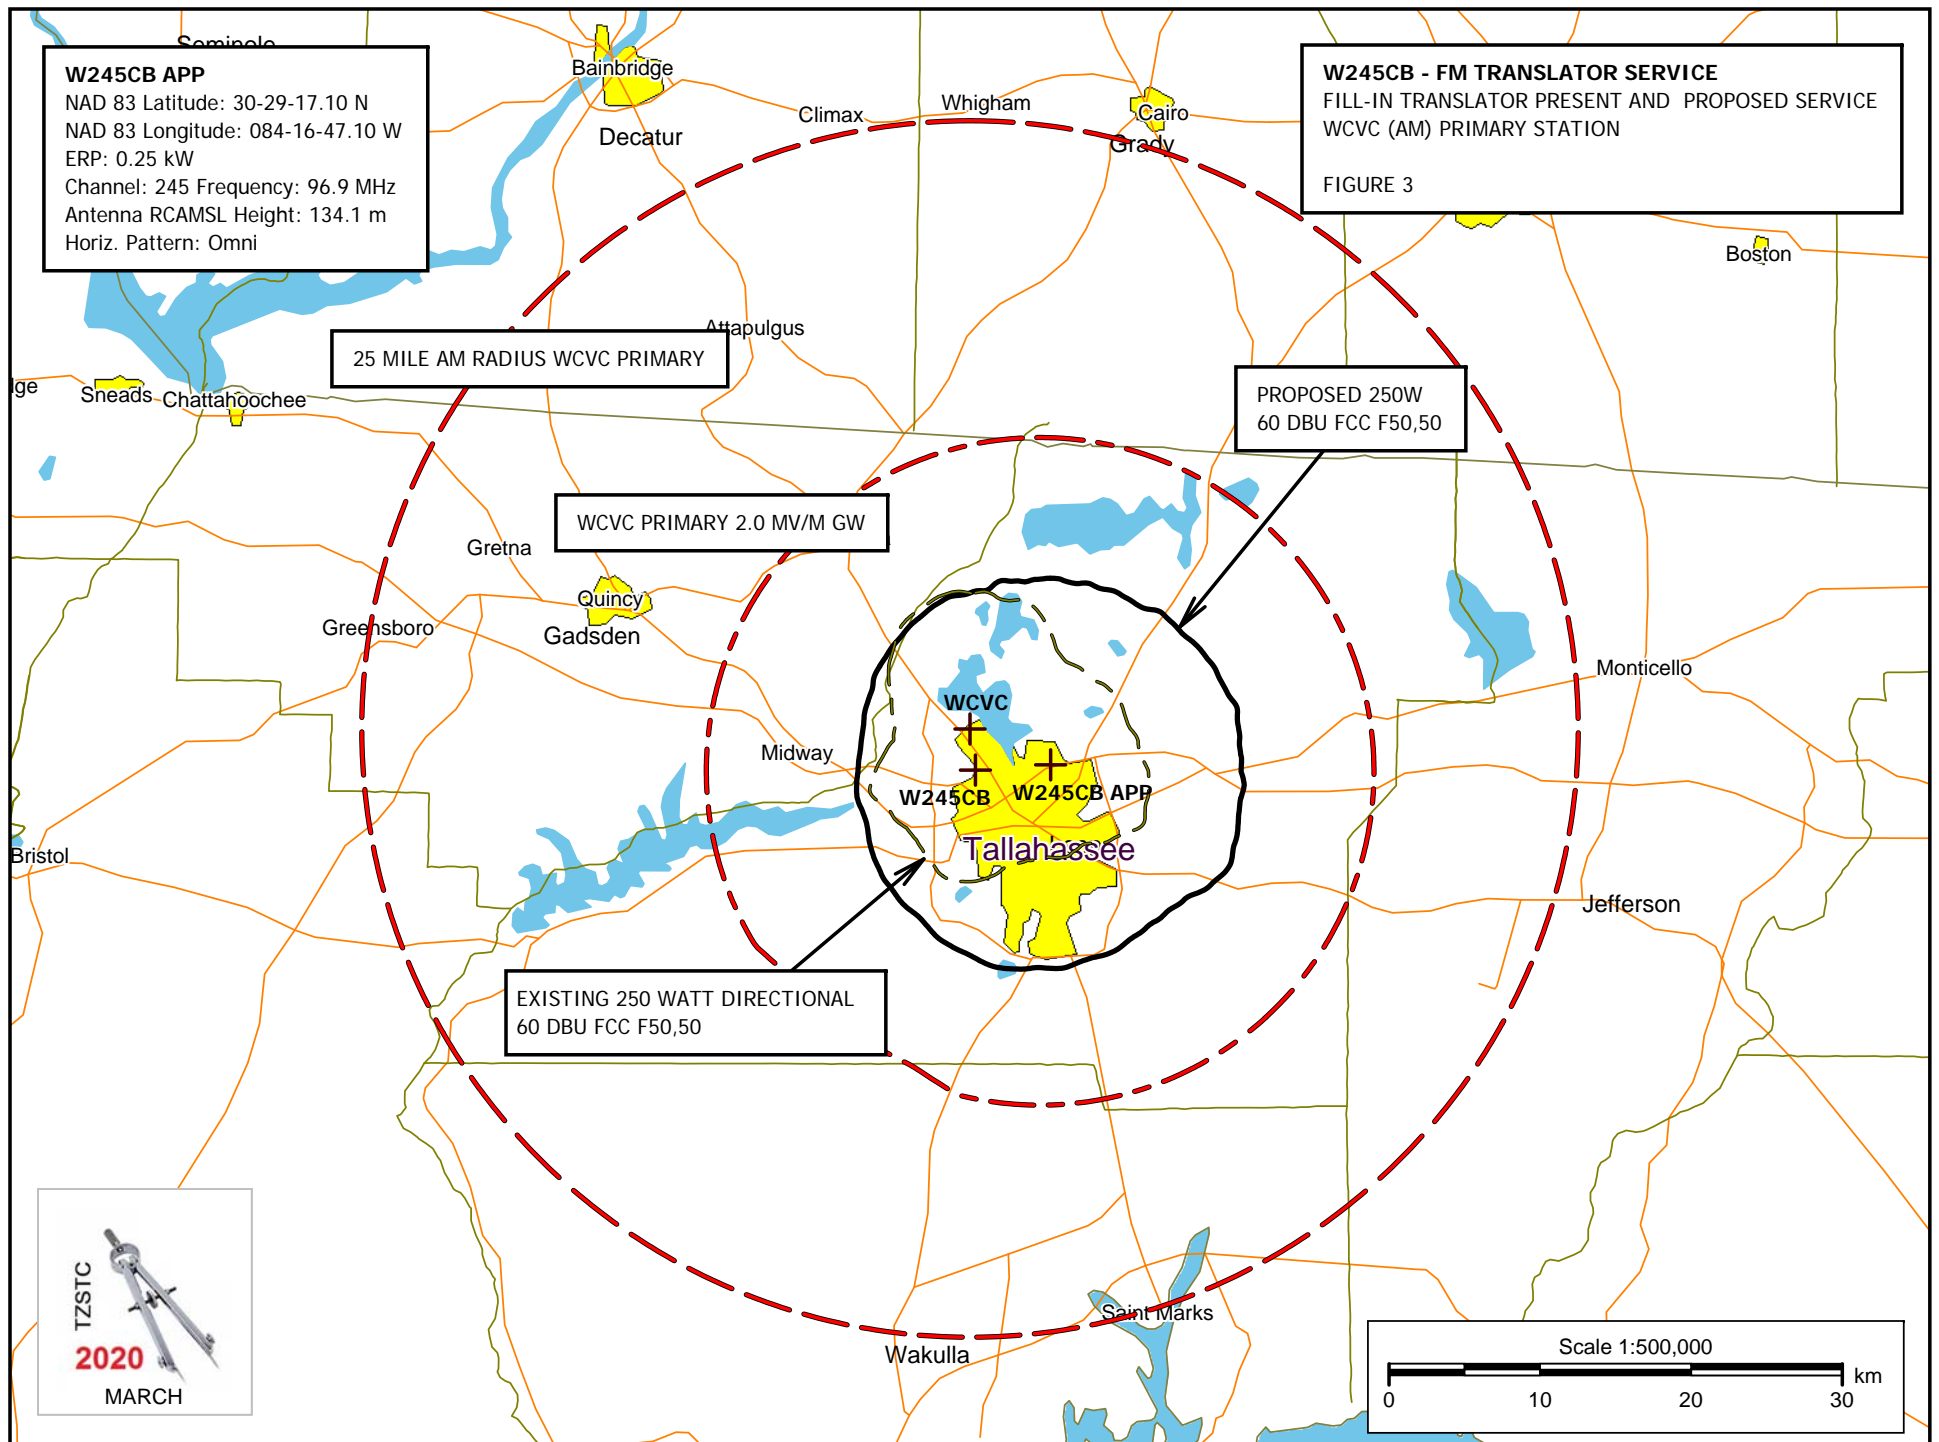 Seminole
W245CB APP
NAD 83 Latitude: 30-29-17.10 N
NAD 83 Longitude: 084-16-47.10 W
ERP: 0.25 kW
Channel: 245 Frequency: 96.9 MHz
Antenna RCAMSL Height: 134.1 m
Horiz. Pattern: Omni
W245CB - FM TRANSLATOR SERVICE
FILL-IN TRANSLATOR PRESENT AND PROPOSED SERVICE
WCVC (AM) PRIMARY STATION
FIGURE 3
Bainbridge
Decatur
Climax
Whigham
Cairo
Grady
Boston
Attapulgus
25 MILE AM RADIUS WCVC PRIMARY
lge
Sneads
Chattahoochee
PROPOSED 250W
60 DBU FCC F50,50
WCVC PRIMARY 2.0 MV/M GW
Gretna
Quincy
Greensboro
Gadsden
Monticello
WCVC
Midway
W245CB
W245CB APP
Tallahassee
Bristol
Jefferson
EXISTING 250 WATT DIRECTIONAL
60 DBU FCC F50,50
Saint Marks
Wakulla
TZSTC
2020
MARCH
Scale 1:500,000
km
0 10 20 30